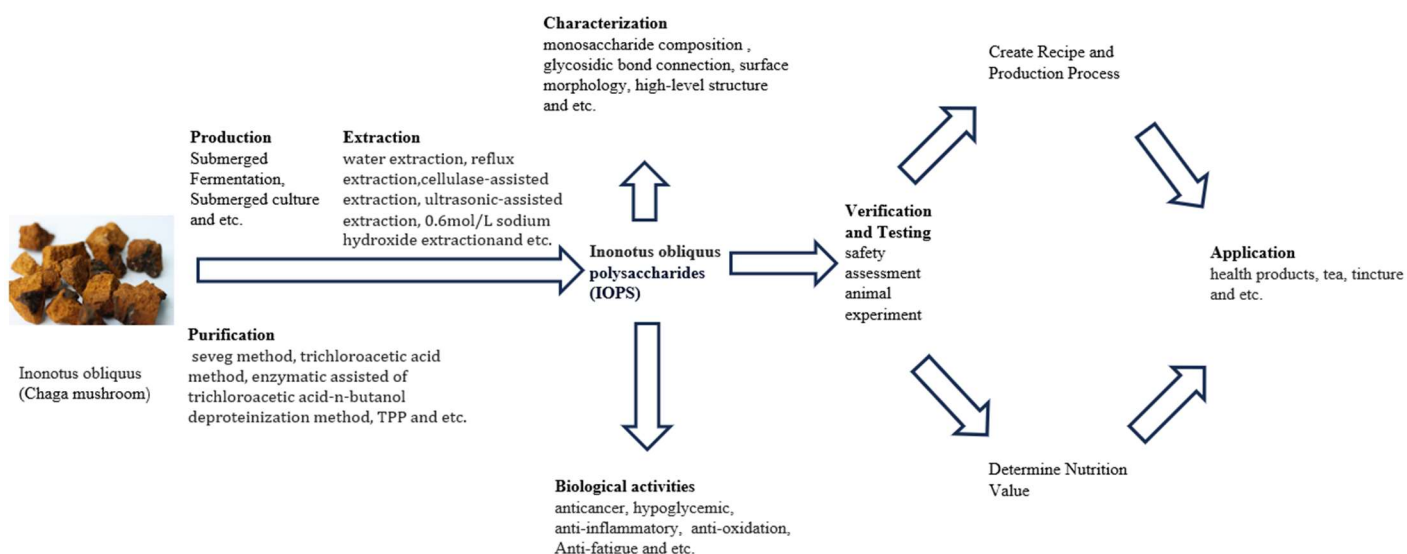 Inonotus obliquus
(Chaga mushroom)
Production
Submerged
Fermentation,
Submerged culture
and etc.
Extraction
water extraction, reflux
extraction,cellulase-assisted
extraction, ultrasonic-assisted
extraction, 0.6mol/L sodium
hydroxide extractionand etc.
Purification
seveg method, trichloroacetic acid
method, enzymatic assisted of
trichloroacetic acid-n-butanol
deproteinization method, TPP and etc.
Characterization
monosaccharide composition ,
glycosidic bond connection, surface
morphology, high-level structure
and etc.
Inonotus obliquus
polysaccharides
(IOPS)
Biological activities
anticancer, hypoglycemic,
anti-inflammatory, anti-oxidation,
Anti-fatigue and etc.
Verification
and Testing
safety
assessment
animal
experiment
Create Recipe and
Production Process
Determine Nutrition
Value
Application
health products, tea, tincture
and etc.